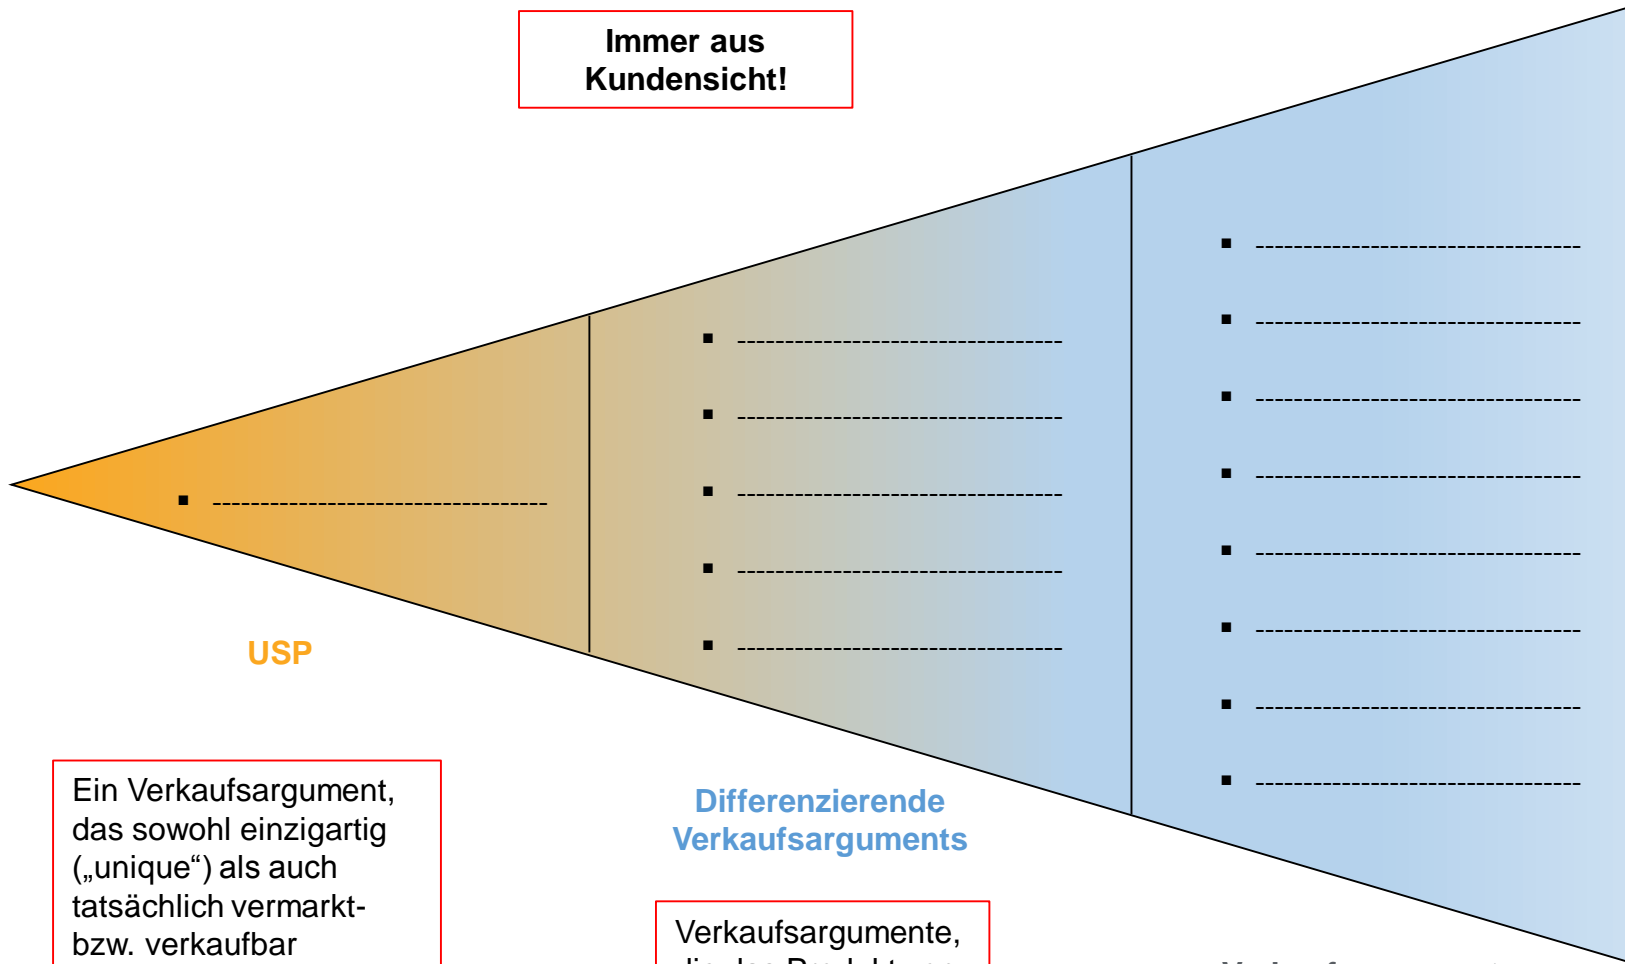 Immer aus
Kundensicht!
USP
Ein Verkaufsargument,
das sowohl einzigartig
(„unique“) als auch
tatsächlich vermarkt-
bzw. verkaufbar
Differenzierende
Verkaufsarguments
Verkaufsargumente,